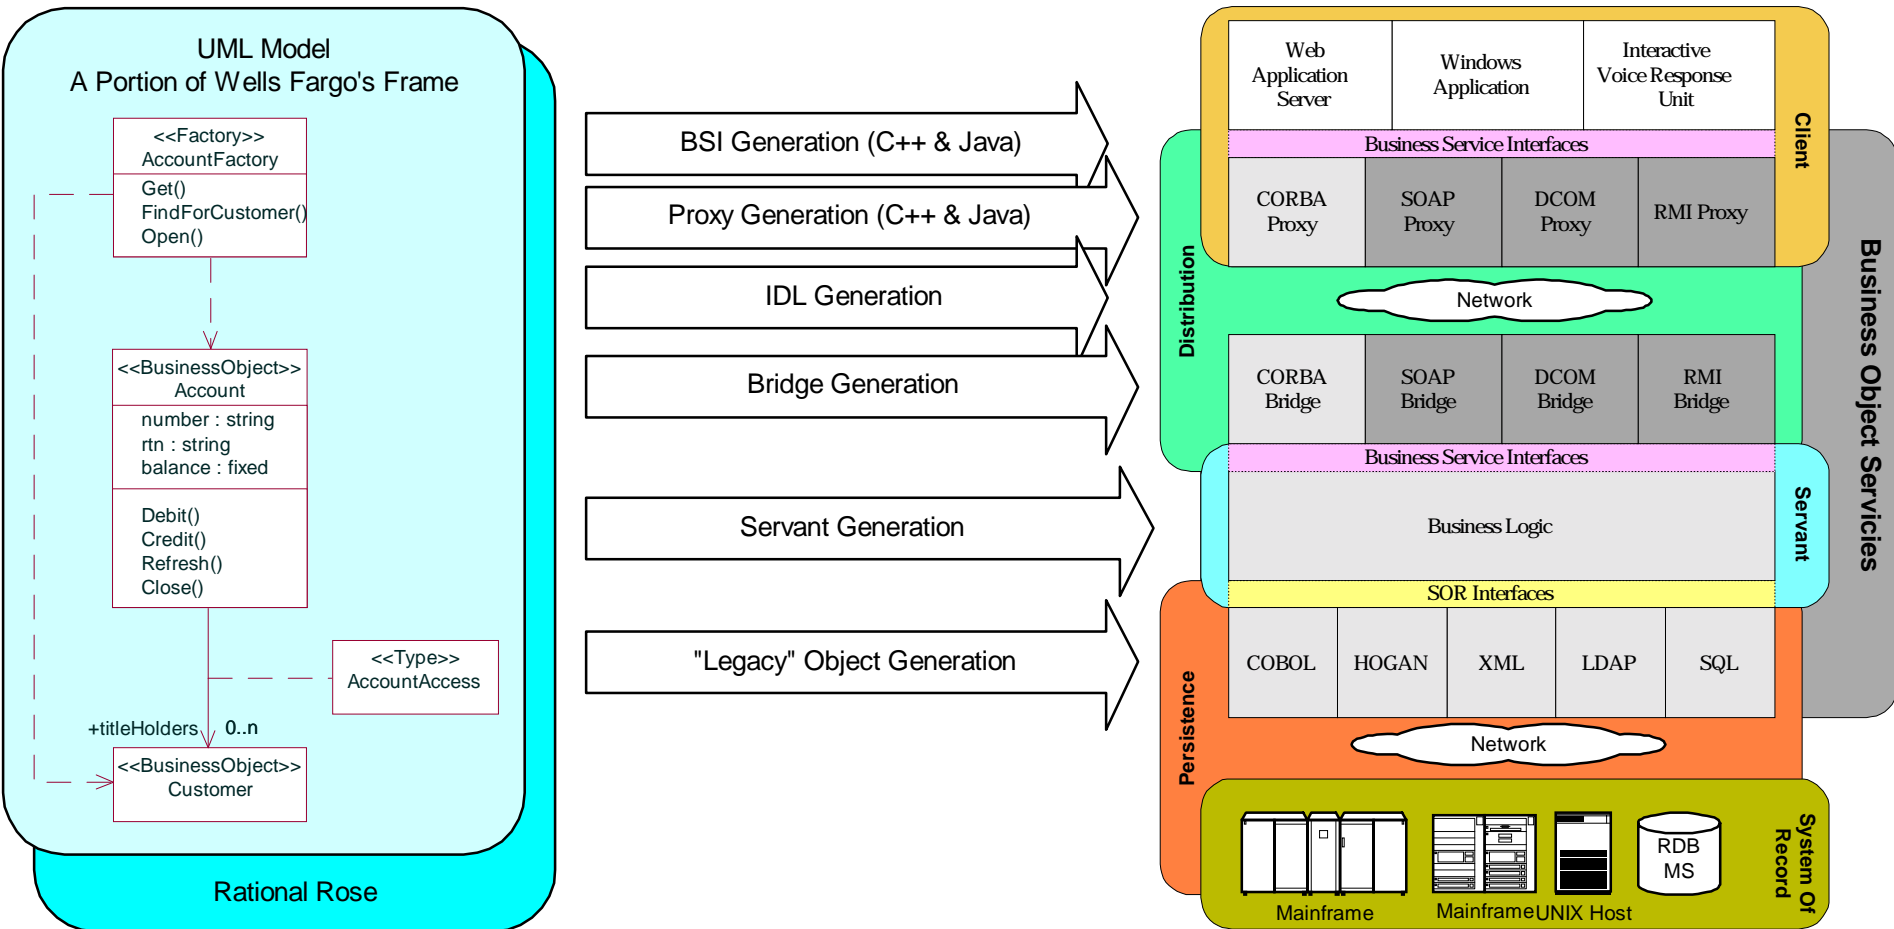 UML Model
A Portion of Wells Fargo's Frame
<<Factory>>
AccountFactory
Get()
FindForCustomer()
Open()
<<BusinessObject>>
Account
number : string
rtn : string
balance : fixed
Debit()
Credit()
Refresh()
Close()
<<Type>>
AccountAccess
+titleHolders
0..n
<<BusinessObject>>
Customer
Rational Rose
BSI Generation (C++ & Java)
Proxy Generation (C++ & Java)
IDL Generation
Bridge Generation
Servant Generation
"Legacy" Object Generation
Web
Application
Server
Windows
Application
Interactive
Voice Response
Unit
Client
Business Service Interfaces
CORBA
Proxy
SOAP
Proxy
DCOM
Proxy
RMI Proxy
Distribution
Network
CORBA
Bridge
SOAP
Bridge
DCOM
Bridge
RMI
Bridge
Business Service Interfaces
Business Logic
Servant
SOR Interfaces
COBOL
HOGAN
XML
LDAP
SQL
Persistence
Network
Business Object Servicies
Mainframe
Mainframe
UNIX Host
RDB
MS
System Of
Record